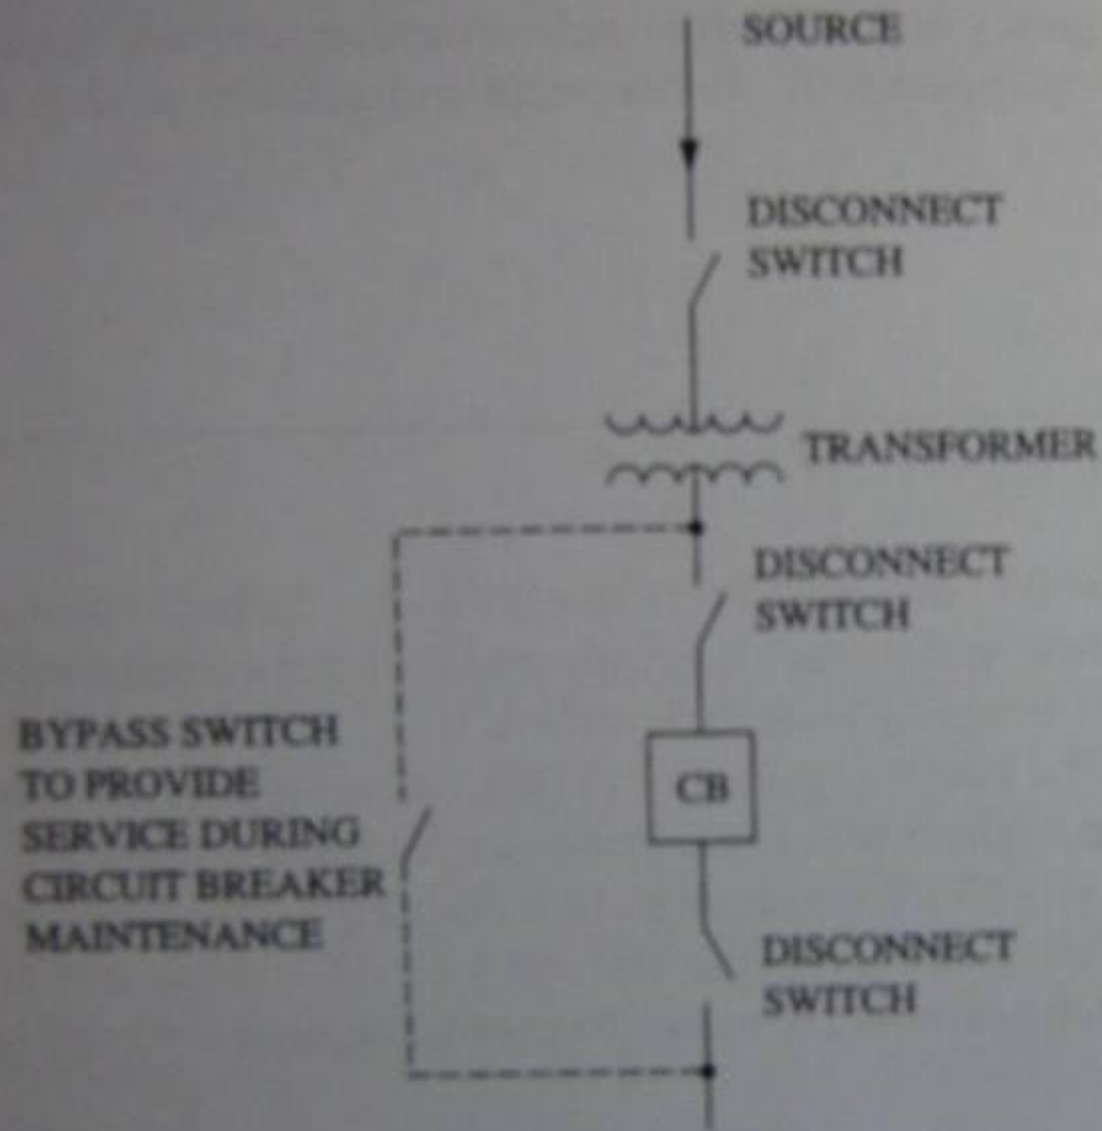 SOURCE
DISCONNECT
SWITCH
TRANSFORMER
DISCONNECT
SWITCH
BYPASS SWITCH
TO PROVIDE
SERVICE DURING
CIRCUIT BREAKER
MAINTENANCE
CB
DISCONNECT
SWITCH